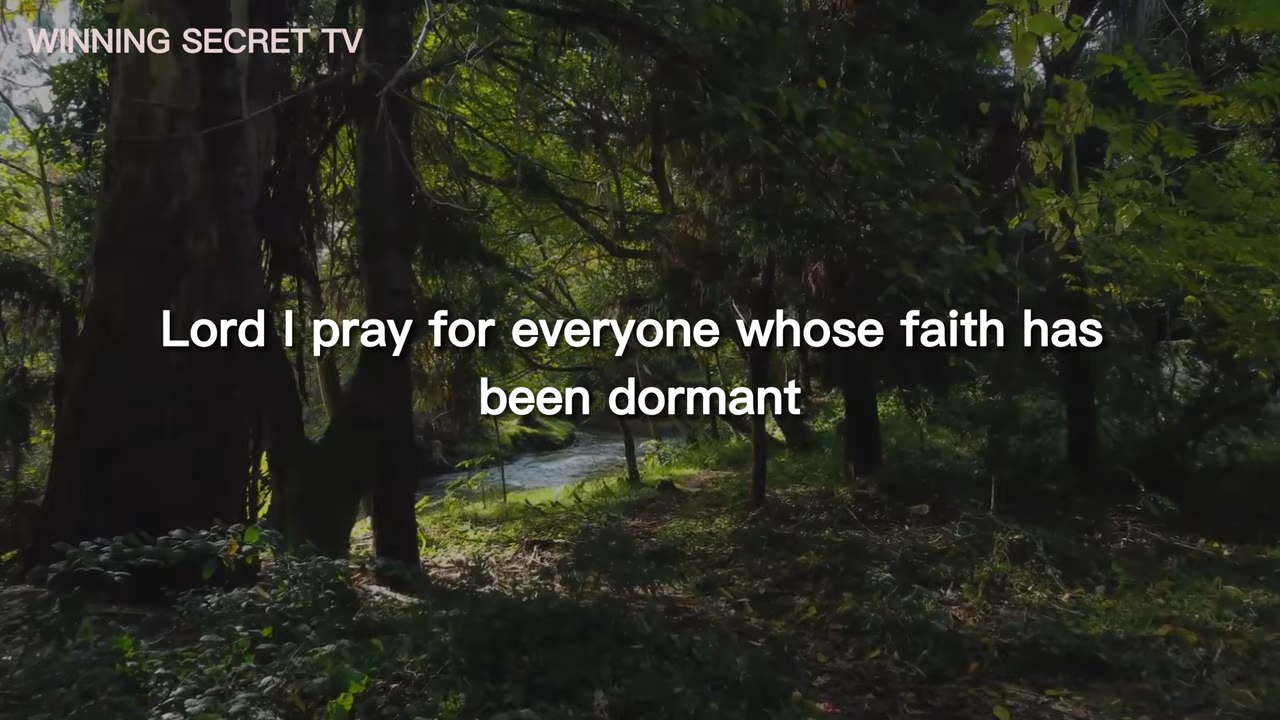 WINNING SECRET TV
Lord I pray for everyone whose faith has
been dormant